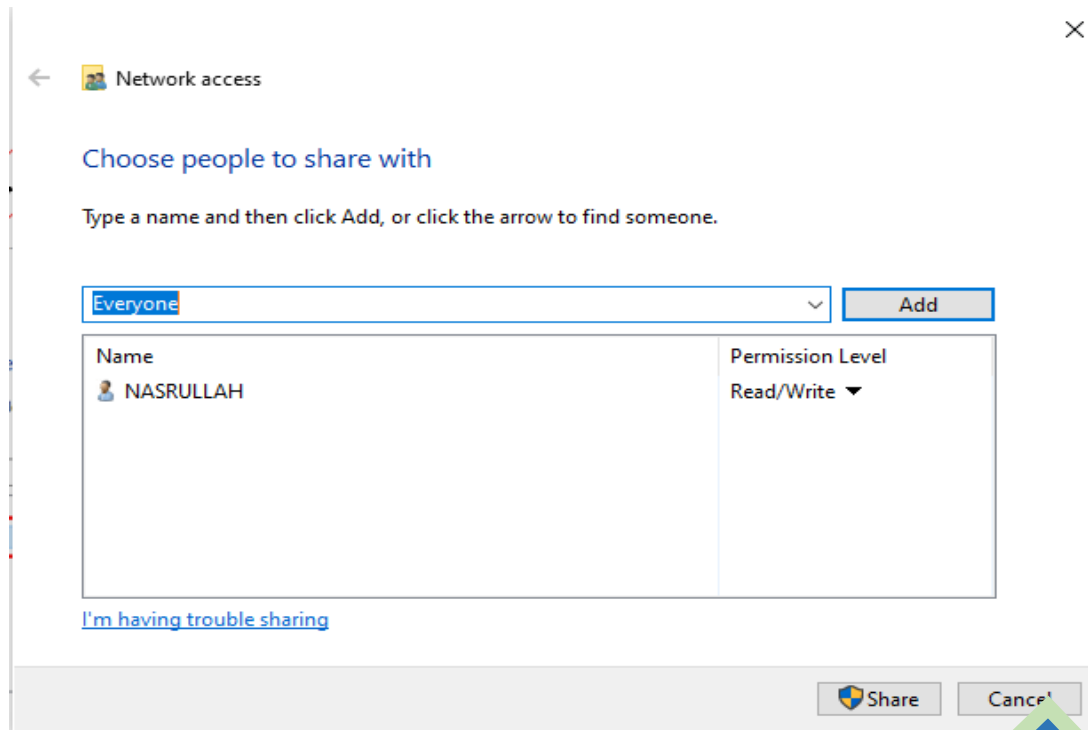 Network access
Choose people to share with
Type a name and then click Add, or click the arrow to find someone.
Everyone Add
Name Permission Level
NASRULLAH Read/Write
I'm having trouble sharing
Share Cancel